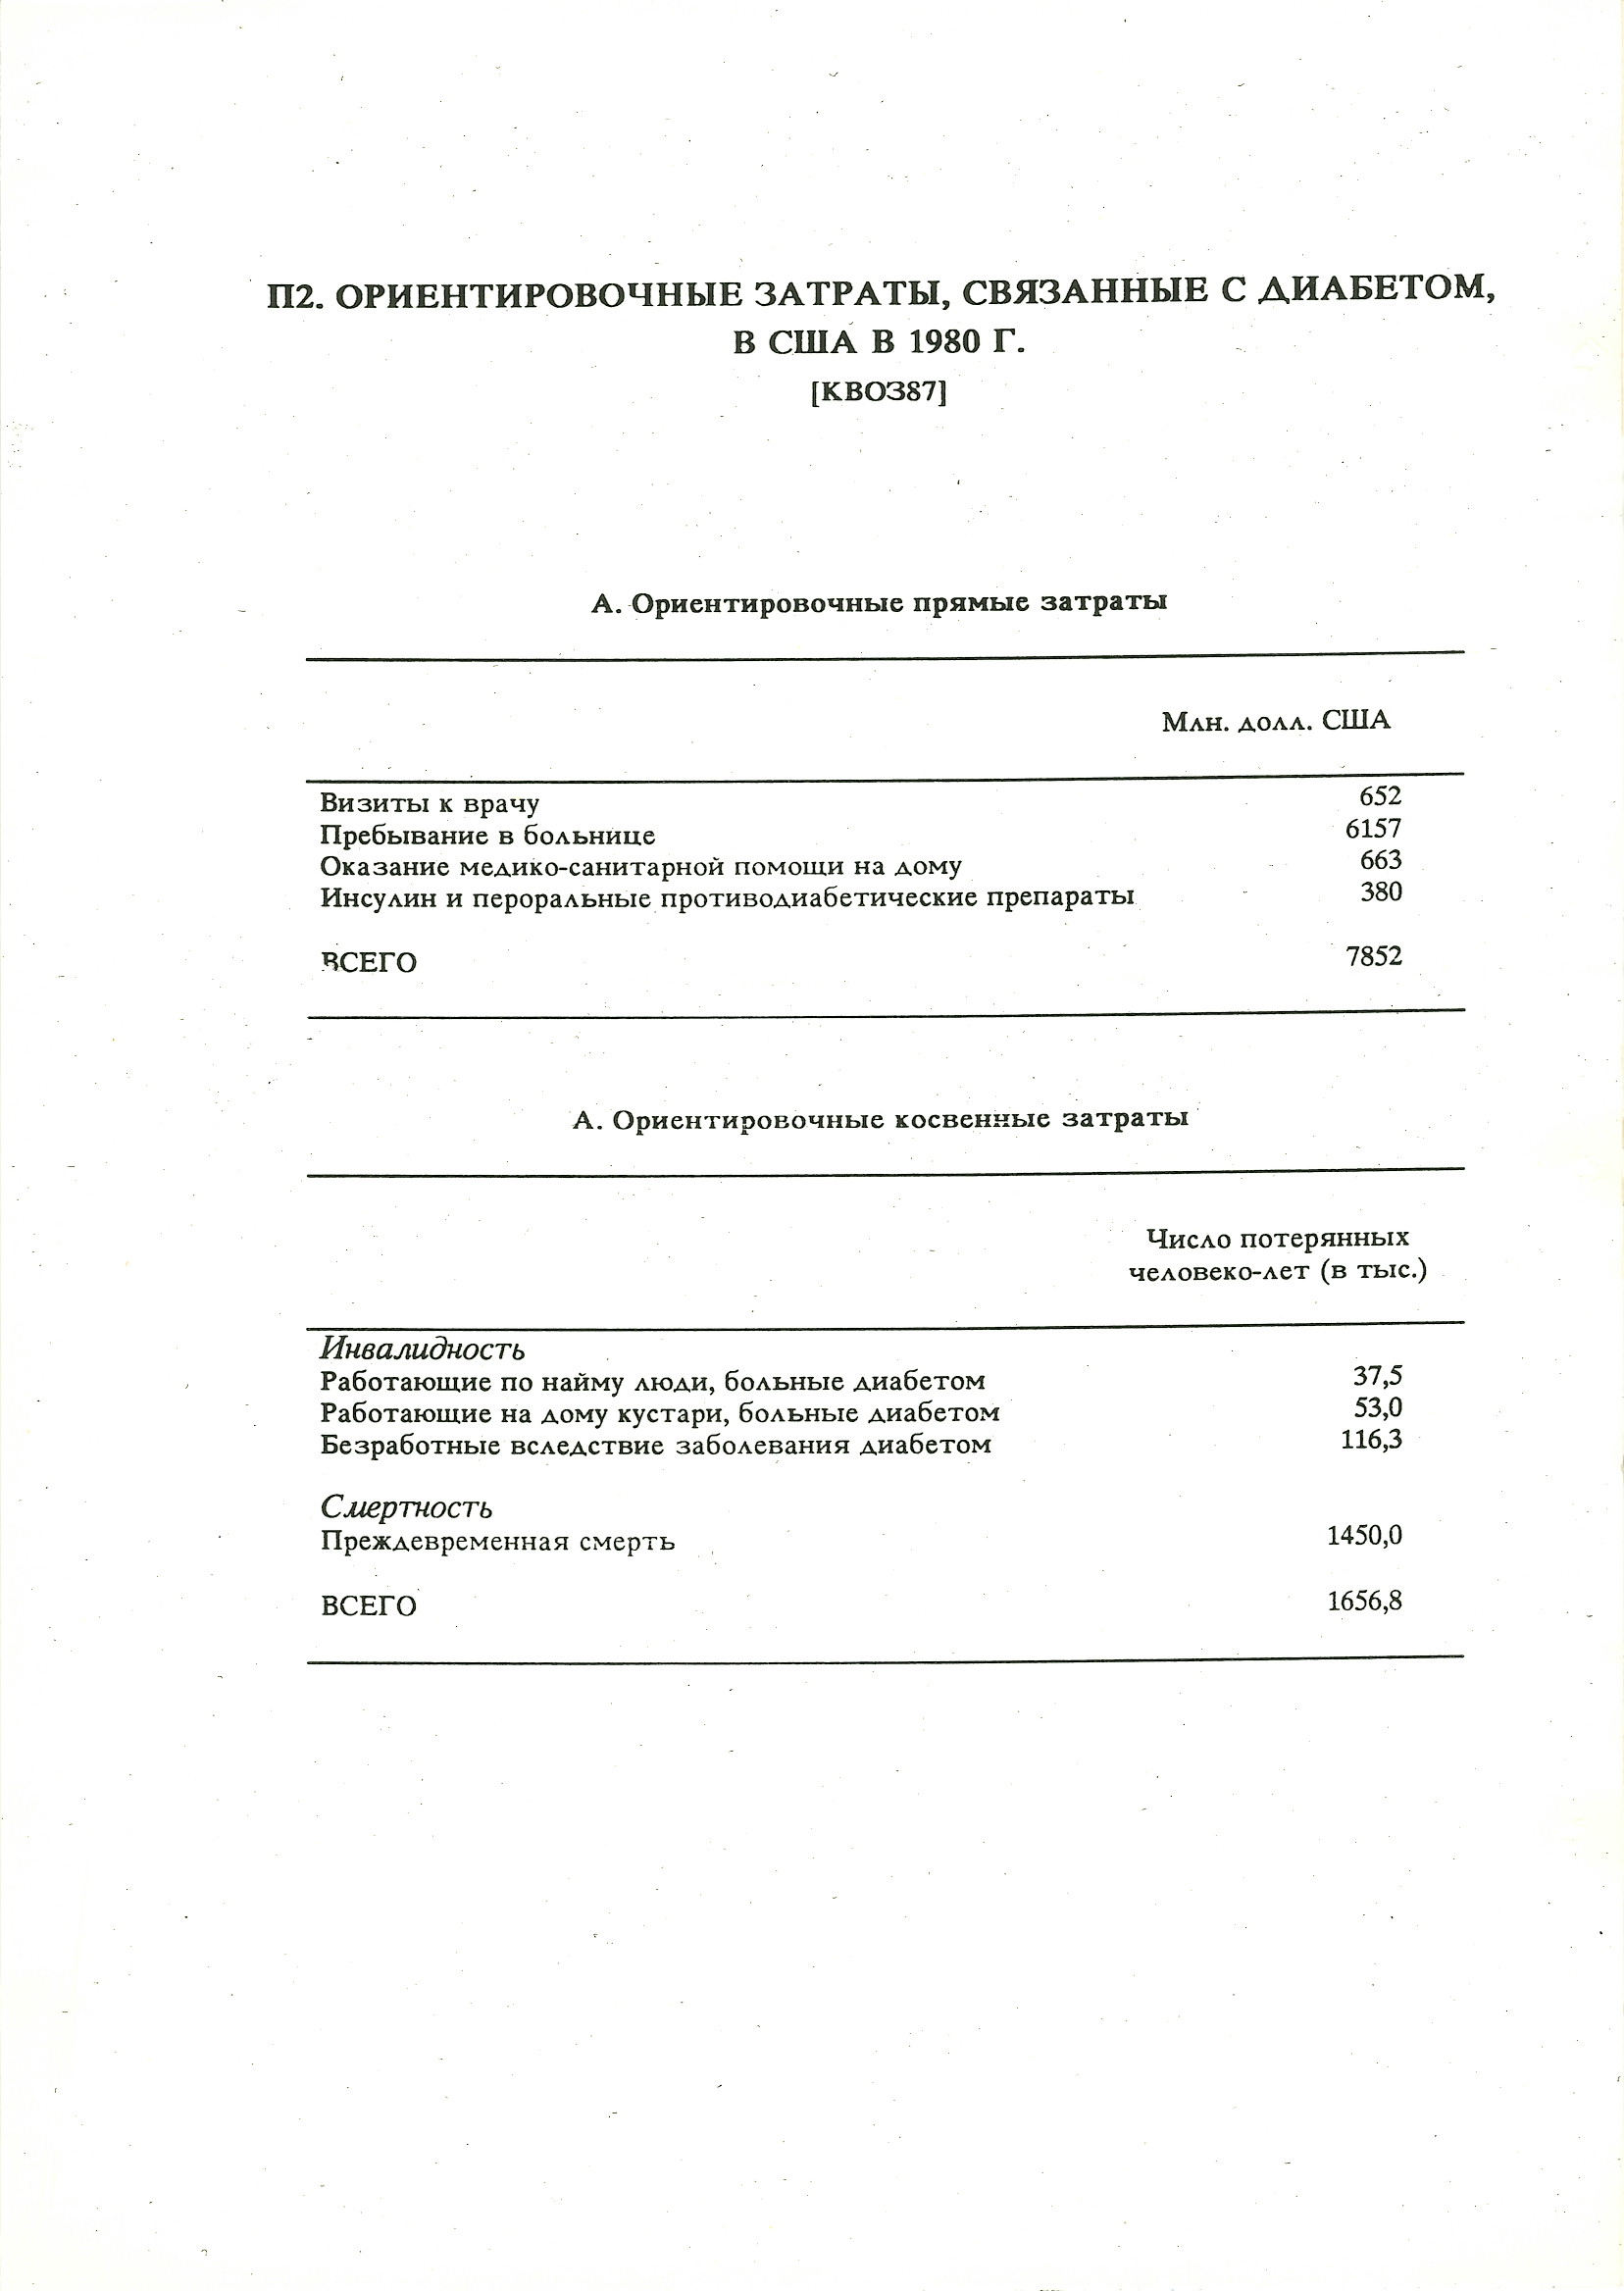 П2. ОРИЕНТИРОВОЧНЫЕ ЗАТРАТЫ, СВЯЗАННЫЕ С ДИАБЕТОМ,
В США В 1980 Г.
[КВОЗ87]
А. Ориентировочные прямые затраты
Млн. долл. США
Визиты к врачу 652
Пребывание в больнице 6157
Оказание медико-санитарной помощи на дому 663
Инсулин и пероральные противодиабетические препараты 380
ВСЕГО 7852
А. Ориентировочные косвенные затраты
Число потерянных
человеко-лет (в тыс.)
Инвалидность
Работающие по найму люди, больные диабетом 37,5
Работающие на дому кустари, больные диабетом 53,0
Безработные вследствие заболевания диабетом 116,3
Смертность
Преждевременная смерть 1450,0
ВСЕГО 1656,8